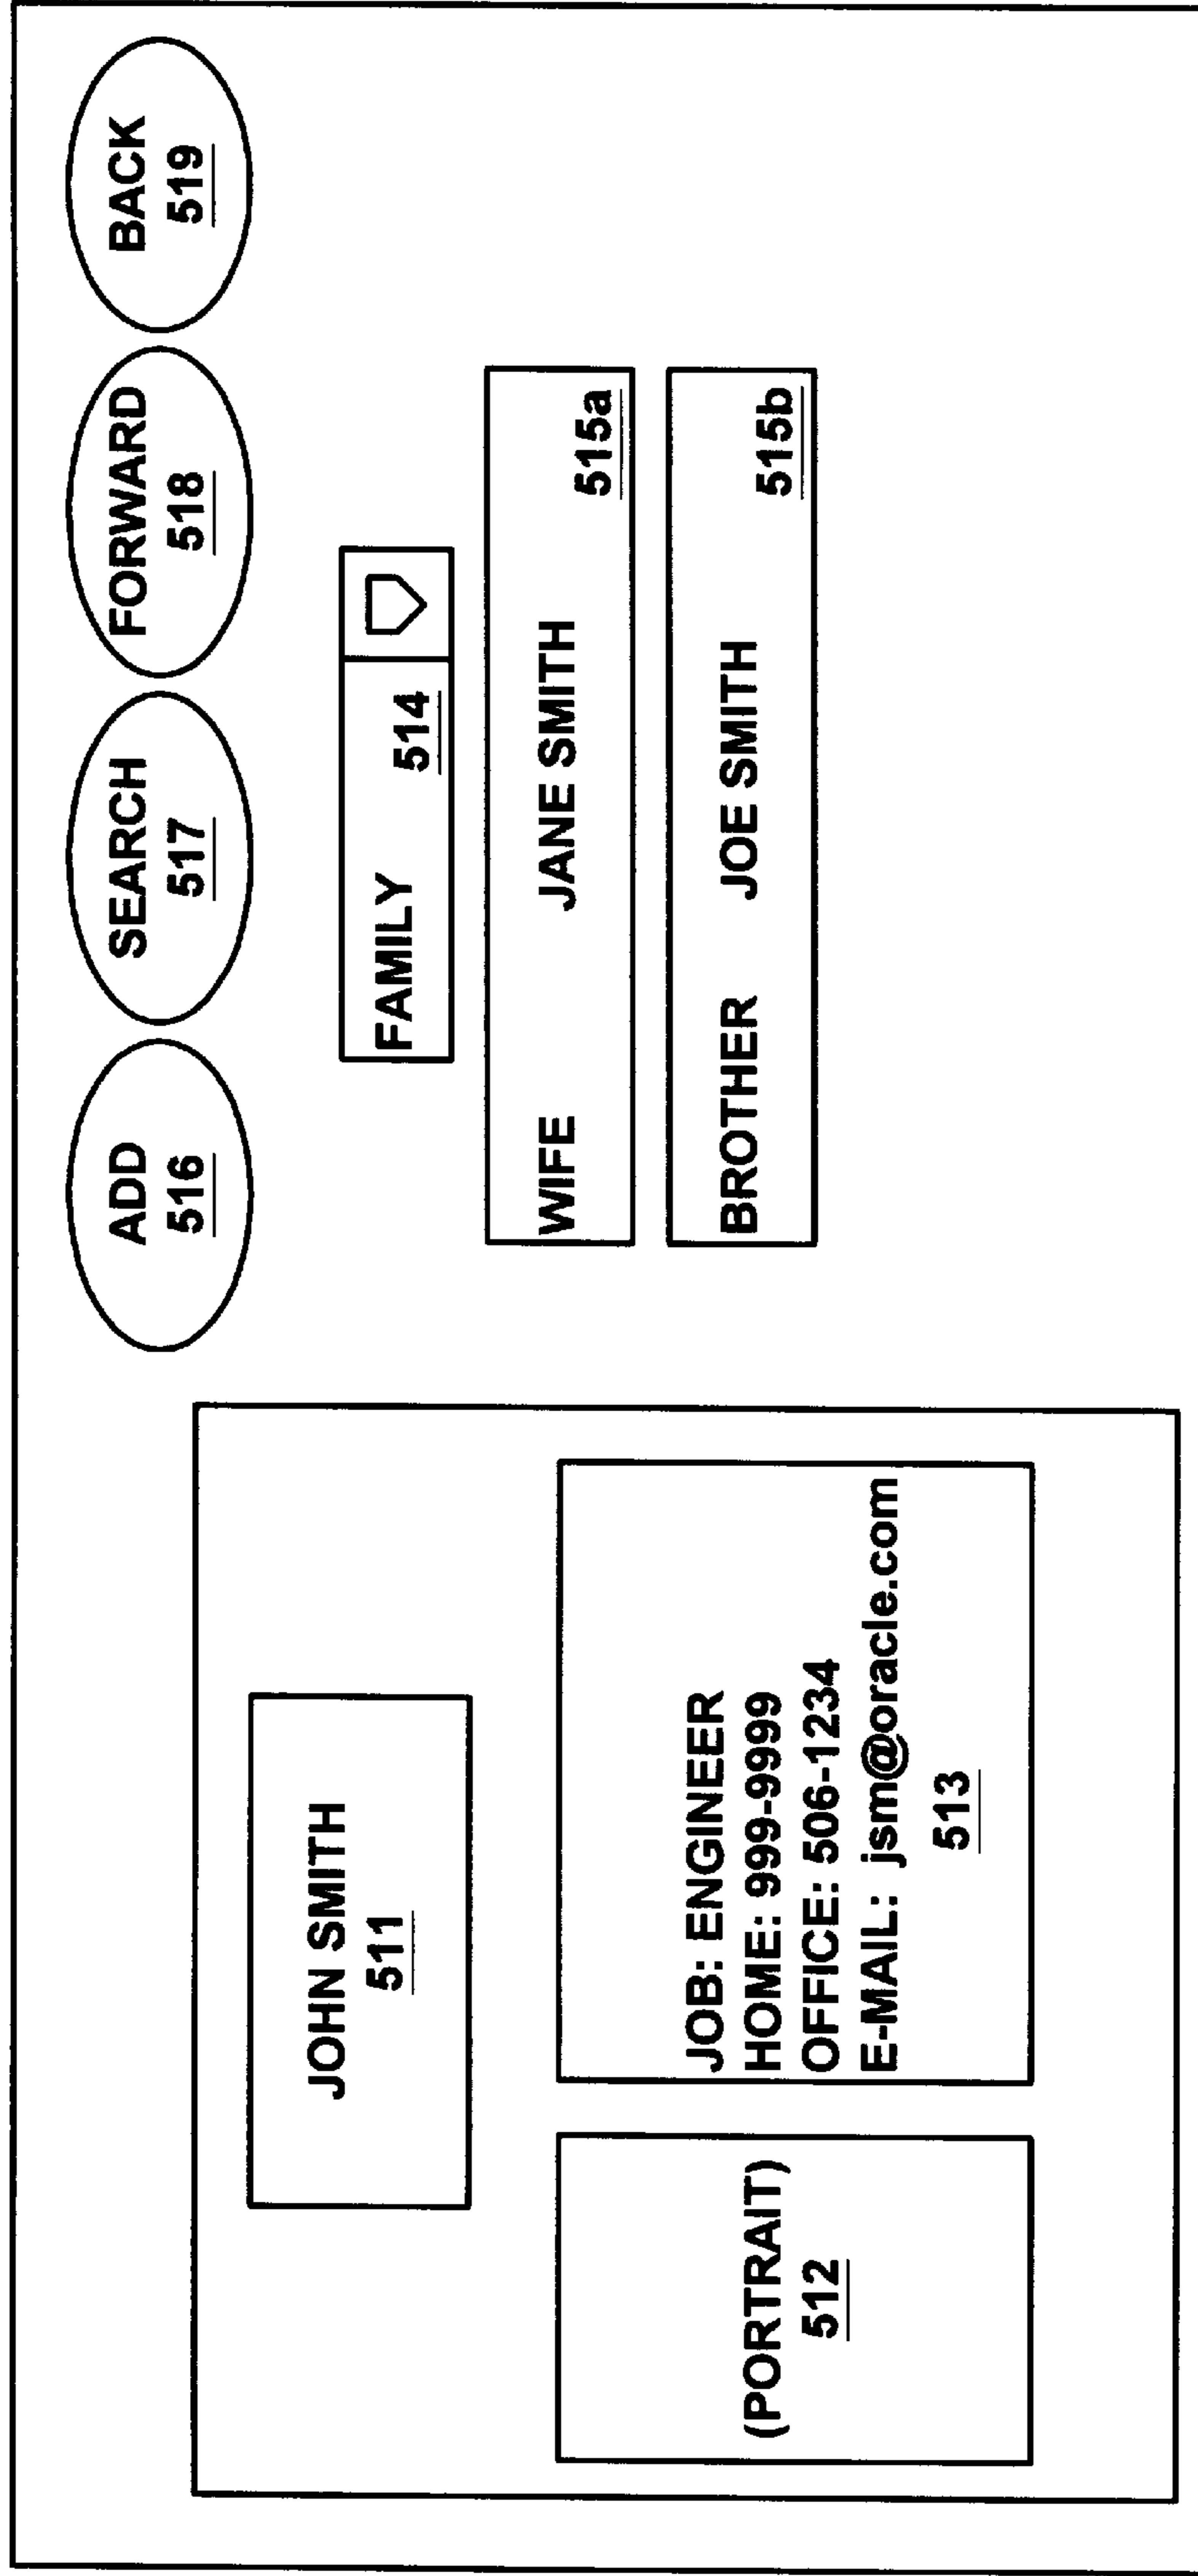 ADD
516
SEARCH
517
FORWARD
518
BACK
519
JOHN SMITH
511
(PORTRAIT)
512
JOB: ENGINEER
HOME: 999-9999
OFFICE: 506-1234
E-MAIL: jsm@oracle.com
513
FAMILY 514
WIFE JANE SMITH 515a
BROTHER JOE SMITH 515b